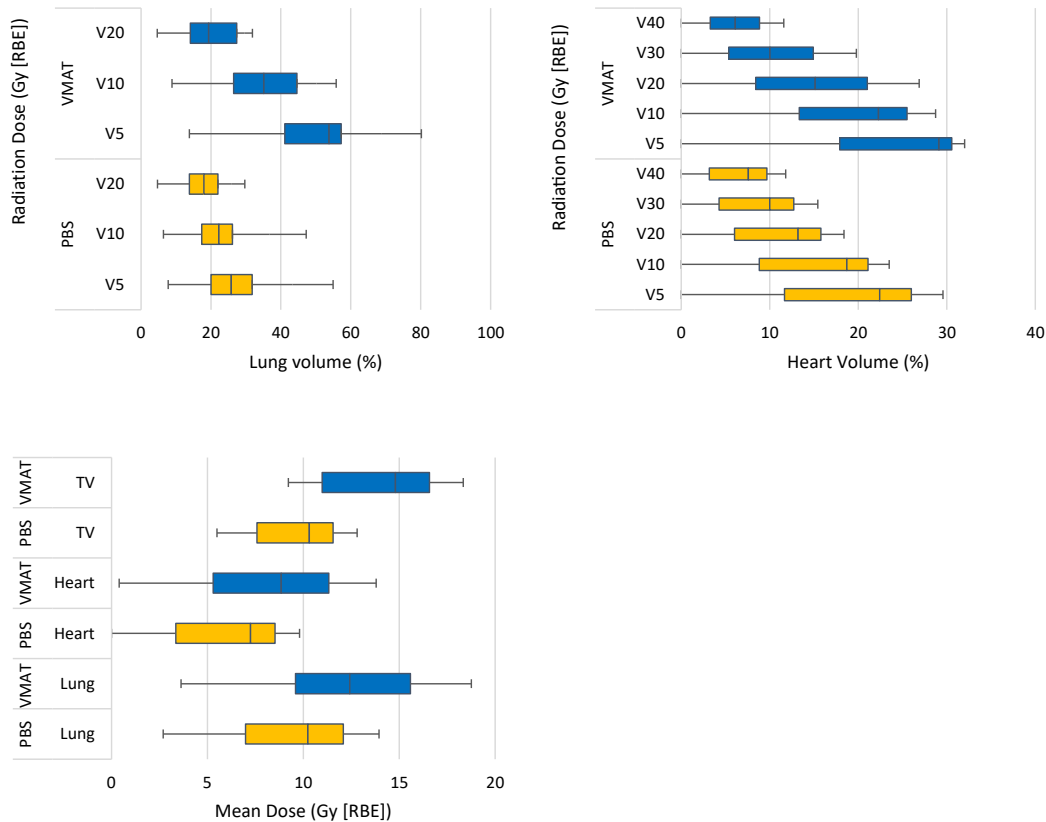 Radiation Dose (Gy [RBE])
VMAT
PBS
V20
V10
V5
V20
V10
V5
0 20 40 60 80 100
Lung volume (%)
Radiation Dose (Gy [RBE])
VMAT
PBS
V40
V30
V20
V10
V5
V40
V30
V20
V10
V5
0 10 20 30 40
Heart Volume (%)
VMAT TV
PBS TV
VMAT Heart
PBS Heart
VMAT Lung
PBS Lung
0 5 10 15 20
Mean Dose (Gy [RBE])